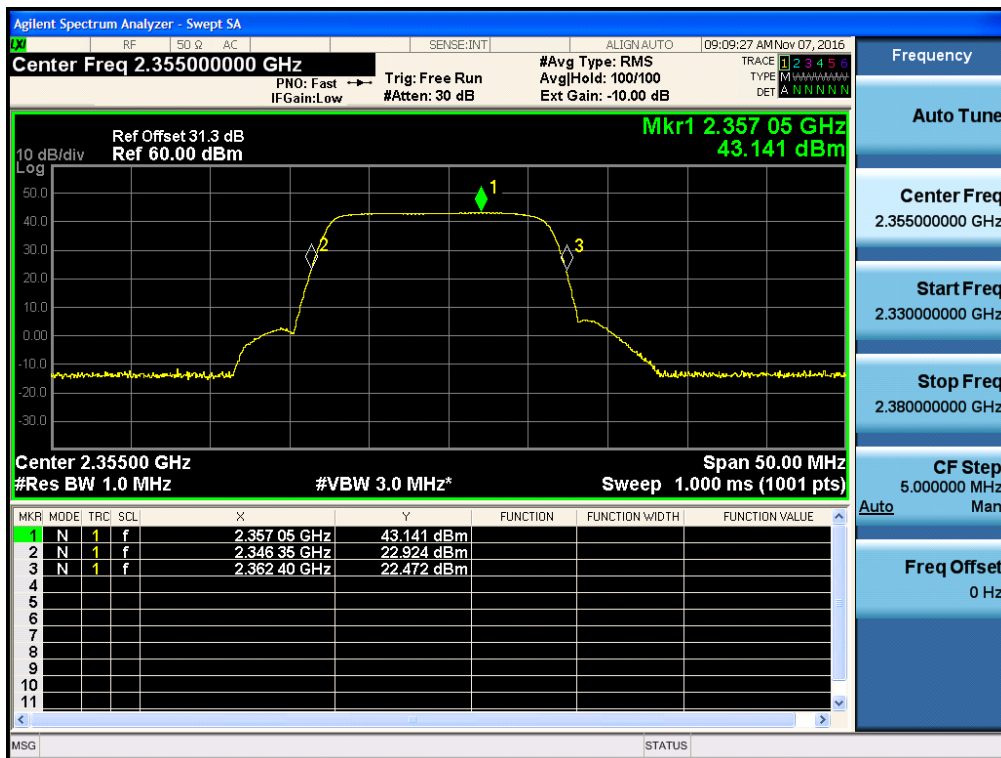 Agilent Spectrum Analyzer - Swept SA
LXI RF 50 Ω AC SENSE:INT ALIGN AUTO 09:09:27 AM Nov 07, 2016
Center Freq 2.355000000 GHz #Avg Type: RMS TRACE 1 2 3 4 5 6
PNO: Fast Trig: Free Run Avg|Hold: 100/100 TYPE M
IFGain:Low #Atten: 30 dB Ext Gain: -10.00 dB DET A N N N N N
Mkr1 2.357 05 GHz
43.141 dBm
Ref Offset 31.3 dB
10 dB/div Ref 60.00 dBm
Log
50.0
40.0
30.0
20.0
10.0
0.00
-10.0
-20.0
-30.0
1
2
3
Center 2.35500 GHz Span 50.00 MHz
#Res BW 1.0 MHz #VBW 3.0 MHz* Sweep 1.000 ms (1001 pts)
MKR MODE TRC SCL X Y FUNCTION FUNCTION WIDTH FUNCTION VALUE
1 N 1 f 2.357 05 GHz 43.141 dBm
2 N 1 f 2.346 35 GHz 22.924 dBm
3 N 1 f 2.362 40 GHz 22.472 dBm
4
5
6
7
8
9
10
11
MSG STATUS
Frequency
Auto Tune
Center Freq
2.355000000 GHz
Start Freq
2.330000000 GHz
Stop Freq
2.380000000 GHz
CF Step
5.000000 MHz
Auto Man
Freq Offset
0 Hz